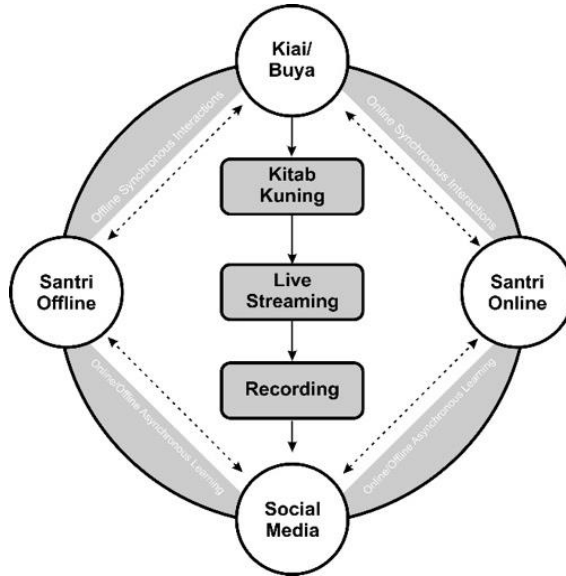 Kiai/
Buya
Offline Synchronous Interactions
Online Synchronous Interactions
Kitab
Kuning
Santri
Offline
Live
Streaming
Santri
Online
Recording
Online/Offline Asynchronous Learning
Online/Offline Asynchronous Learning
Social
Media